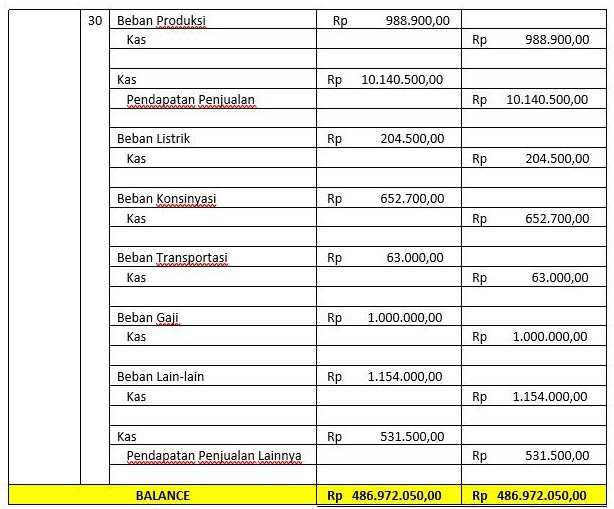 30 Beban Produksi Rp 988.900,00
Kas Rp 988.900,00
Kas Rp 10.140.500,00
Pendapatan Penjualan Rp 10.140.500,00
Beban Listrik Rp 204.500,00
Kas Rp 204.500,00
Beban Konsinyasi Rp 652.700,00
Kas Rp 652.700,00
Beban Transportasi Rp 63.000,00
Kas Rp 63.000,00
Beban Gaji Rp 1.000.000,00
Kas Rp 1.000.000,00
Beban Lain-lain Rp 1.154.000,00
Kas Rp 1.154.000,00
Kas Rp 531.500,00
Pendapatan Penjualan Lainnya Rp 531.500,00
BALANCE Rp 486.972.050,00 Rp 486.972.050,00